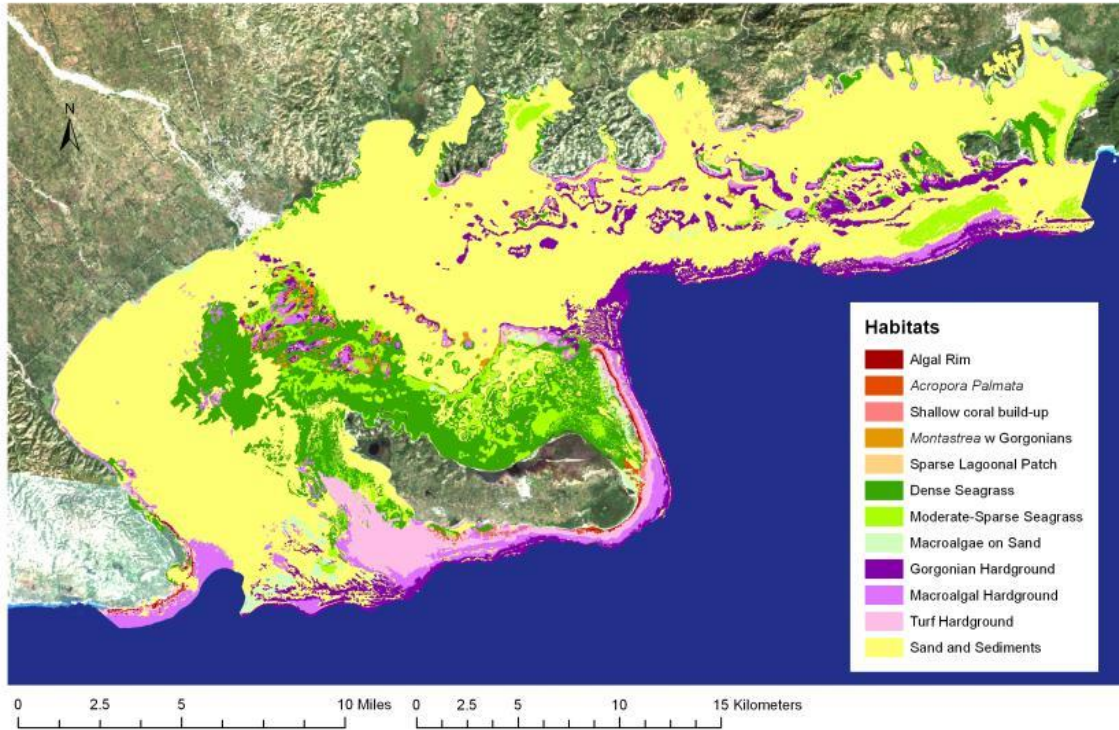 N
Habitats
Algal Rim
Acropora Palmata
Shallow coral build-up
Montastrea w Gorgonians
Sparse Lagoonal Patch
Dense Seagrass
Moderate-Sparse Seagrass
Macroalgae on Sand
Gorgonian Hardground
Macroalgal Hardground
Turf Hardground
Sand and Sediments
0 2.5 5 10 Miles
0 2.5 5 10 15 Kilometers